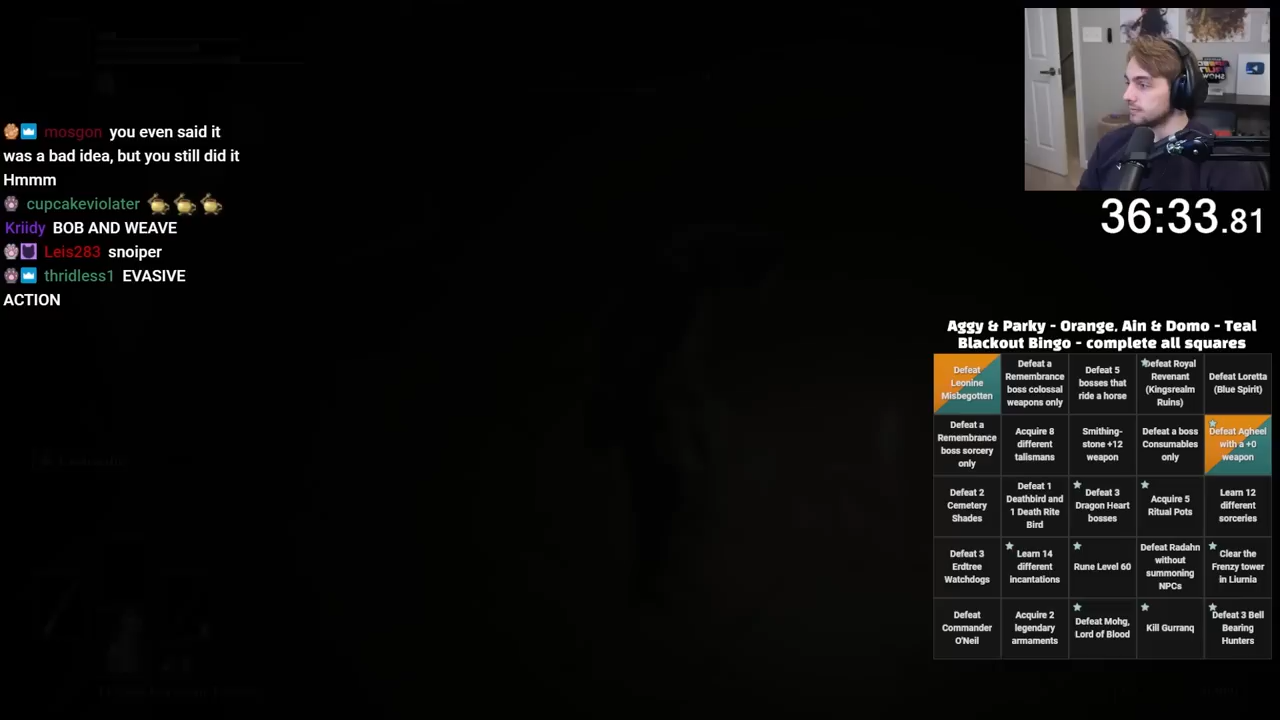 mosgon you even said it
was a bad idea, but you still did it
Hmmm
cupcakeviolater
Kriidy BOB AND WEAVE
Leis283 snoiper
thridless1 EVASIVE
ACTION
36:33.81
Aggy & Parky - Orange, Ain & Domo - Teal
Blackout Bingo - complete all squares
Defeat
Leonine
Misbegotten
Defeat a
Remembrance
boss colossal
weapons only
Defeat 5
bosses that
ride a horse
Defeat Royal
Revenant
(Kingsrealm
Ruins)
Defeat Loretta
(Blue Spirit)
Defeat a
Remembrance
boss sorcery
only
Acquire 8
different
talismans
Smithing-
stone +12
weapon
Defeat a boss
Consumables
only
Defeat Agheel
with a +0
weapon
Defeat 2
Cemetery
Shades
Defeat 1
Deathbird and
1 Death Rite
Bird
Defeat 3
Dragon Heart
bosses
Acquire 5
Ritual Pots
Learn 12
different
sorceries
Defeat 3
Erdtree
Watchdogs
Learn 14
different
incantations
Rune Level 60
Defeat Radahn
without
summoning
NPCs
Clear the
Frenzy tower
in Liurnia
Defeat
Commander
O'Neil
Acquire 2
legendary
armaments
Defeat Mohg,
Lord of Blood
Kill Gurranq
Defeat 3 Bell
Bearing
Hunters